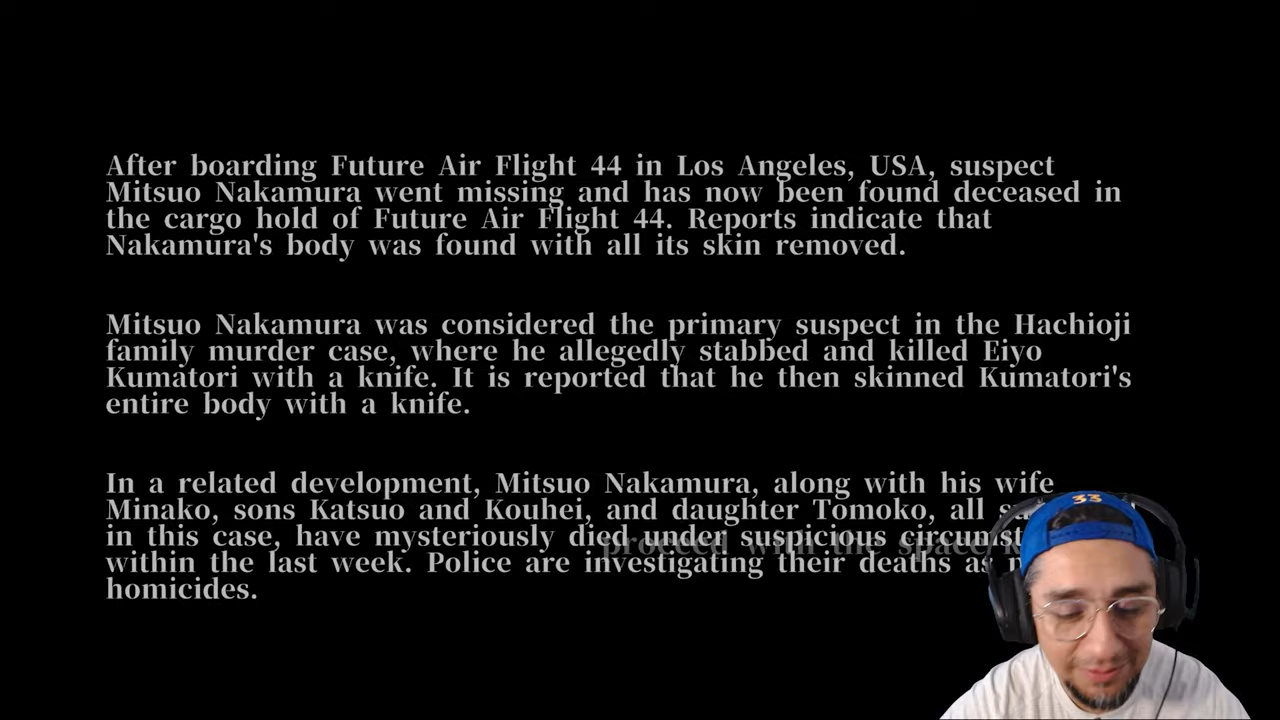 After boarding Future Air Flight 44 in Los Angeles, USA, suspect
Mitsuo Nakamura went missing and has now been found deceased in
the cargo hold of Future Air Flight 44. Reports indicate that
Nakamura's body was found with all its skin removed.
Mitsuo Nakamura was considered the primary suspect in the Hachioji
family murder case, where he allegedly stabbed and killed Eiyo
Kumatori with a knife. It is reported that he then skinned Kumatori's
entire body with a knife.
In a related development, Mitsuo Nakamura, along with his wife
Minako, sons Katsuo and Kouhei, and daughter Tomoko, all
in this case, have mysteriously died under suspicious
proceed with the space
within the last week. Police are investigating their deaths as
homicides.
33